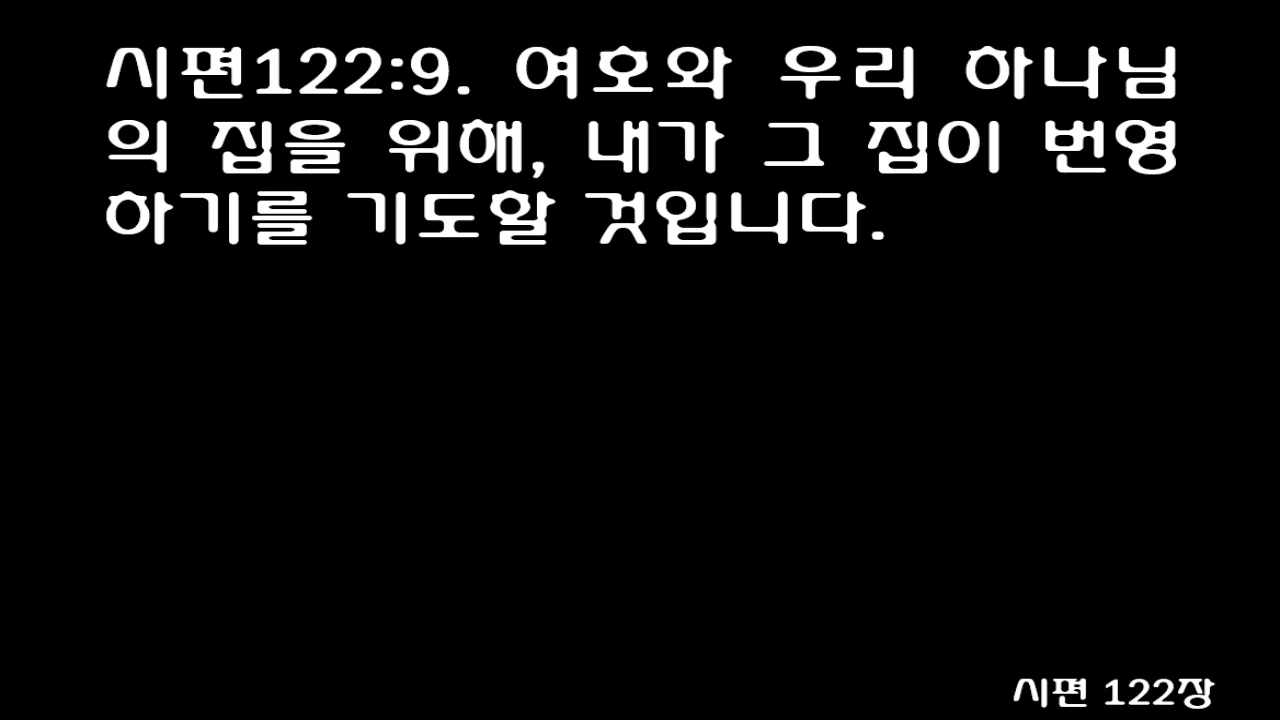 시편122:9. 여호와 우리 하나님
의 집을 위해, 내가 그 집이 번영
하기를 기도할 것입니다.
시편 122장